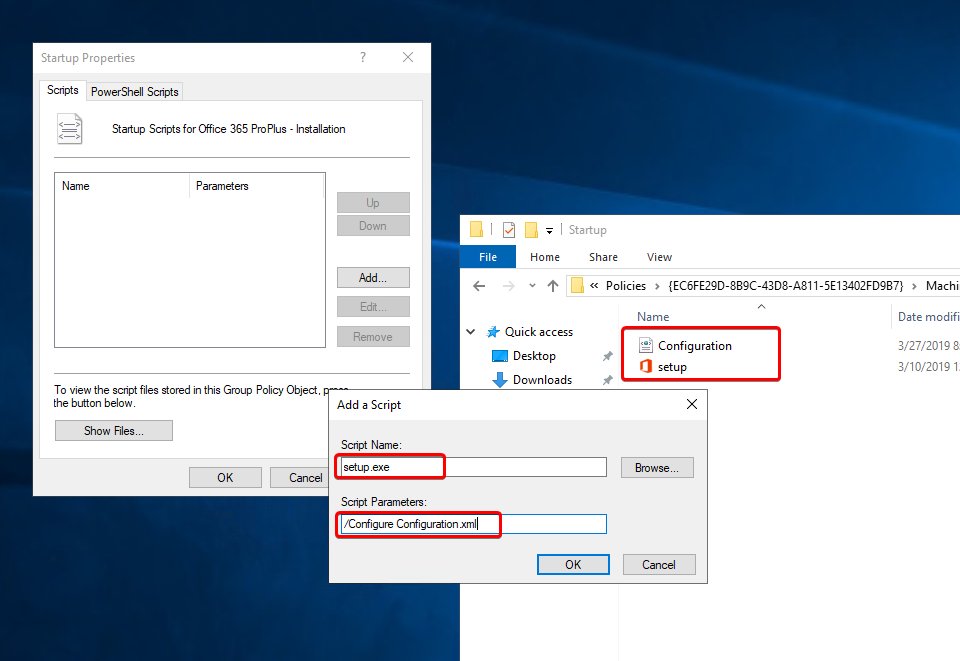 Startup Properties
?
Scripts
PowerShell Scripts
Startup Scripts for Office 365 ProPlus - Installation
Name
Parameters
Up
Down
Add...
Edit...
Remove
To view the script files stored in this Group Policy Object,
the button below.
Show Files...
OK
Cancel
Startup
File
Home
Share
View
« Policies > {EC6FE29D-8B9C-43D8-A811-5E13402FD9B7} > Machi
Name
Date modifi
Quick access
Desktop
Downloads
Configuration
3/27/2019 8:
setup
3/10/2019 1
Add a Script
Script Name:
setup.exe
Browse...
Script Parameters:
/Configure Configuration.xml
OK
Cancel